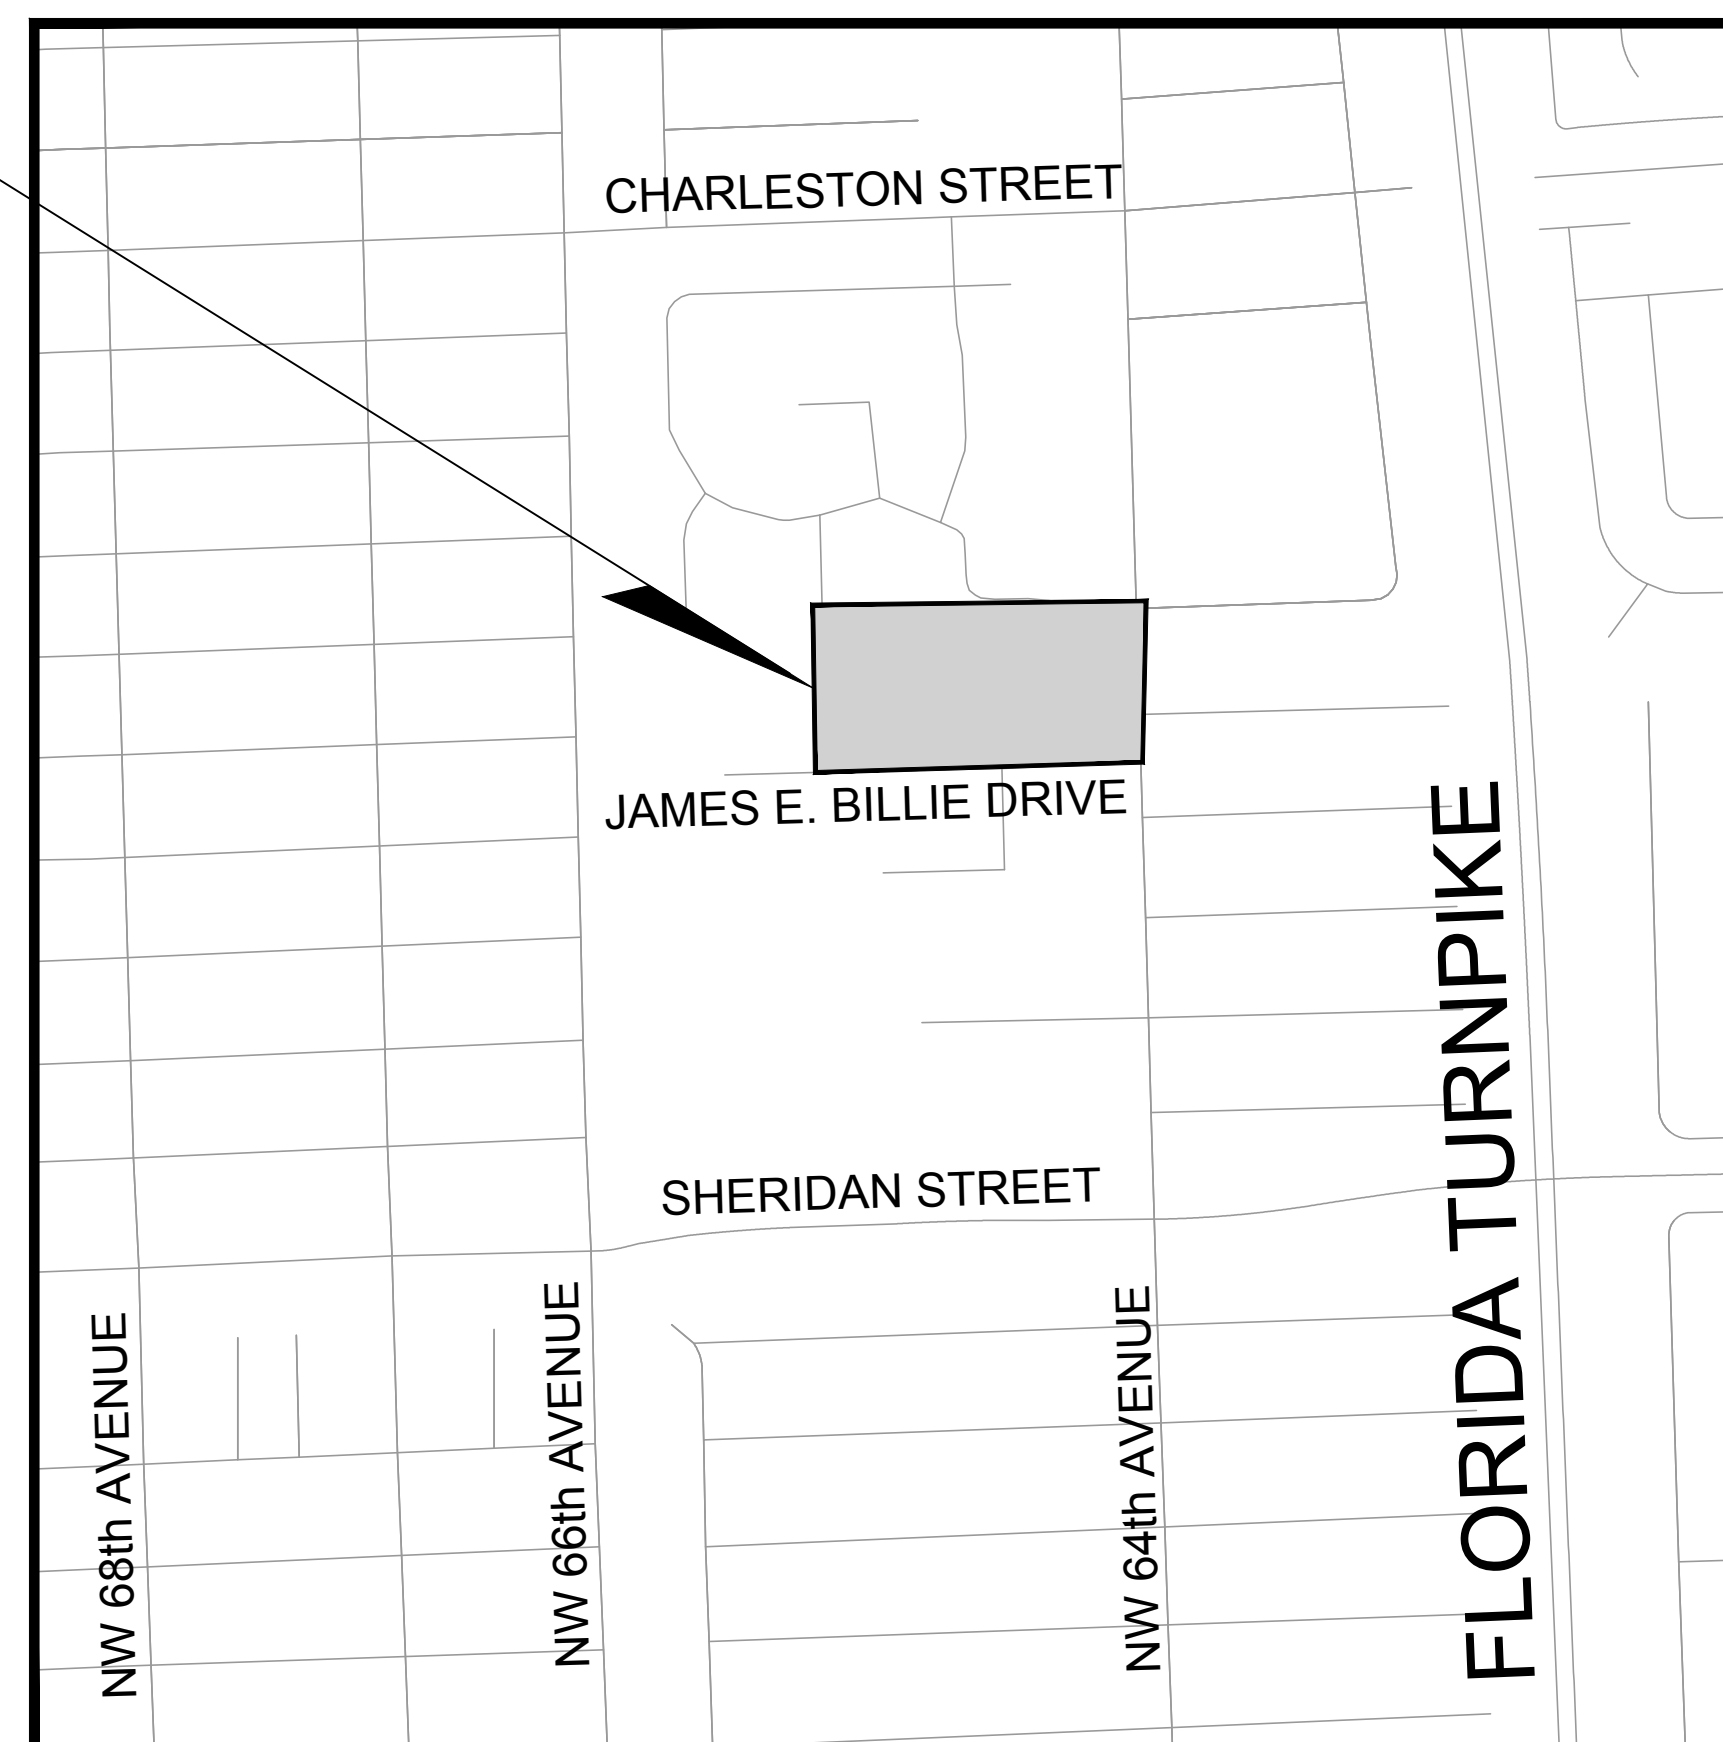 CHARLESTON STREET
JAMES E. BILLIE DRIVE
FLORIDA TURNPIKE
SHERIDAN STREET
NW 68th AVENUE
NW 66th AVENUE
NW 64th AVENUE